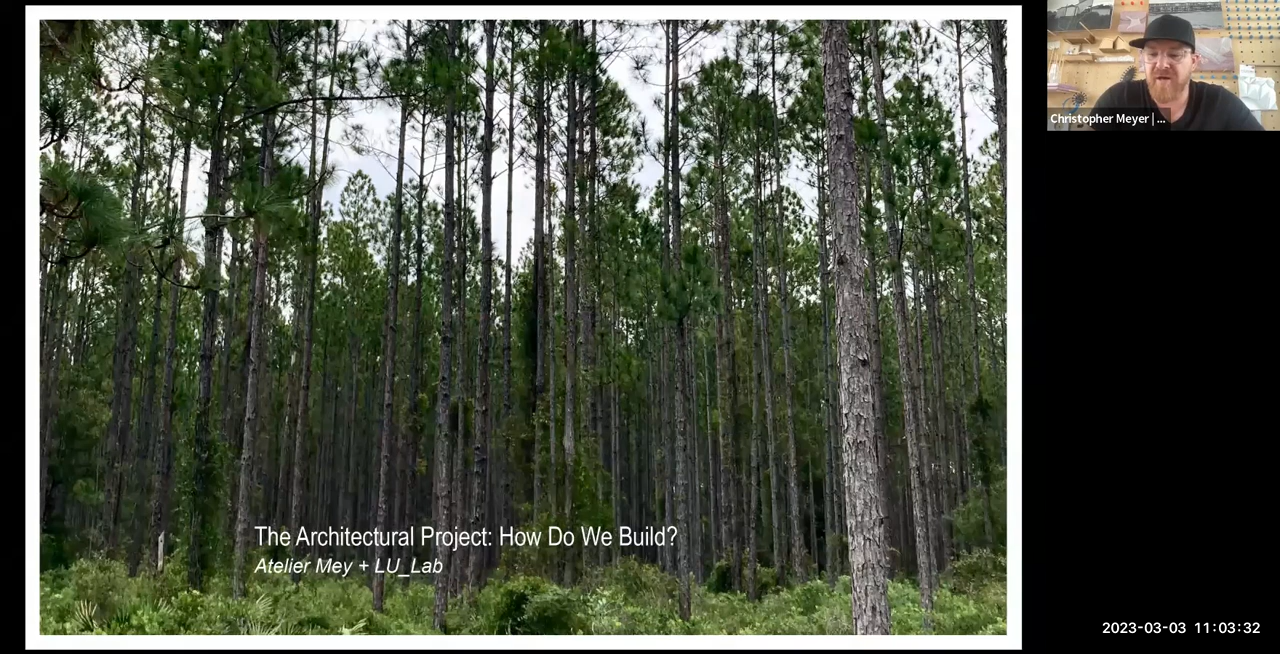 Christopher Meyer | ...
The Architectural Project: How Do We Build?
Atelier Mey + LU_Lab
2023-03-03 11:03:32